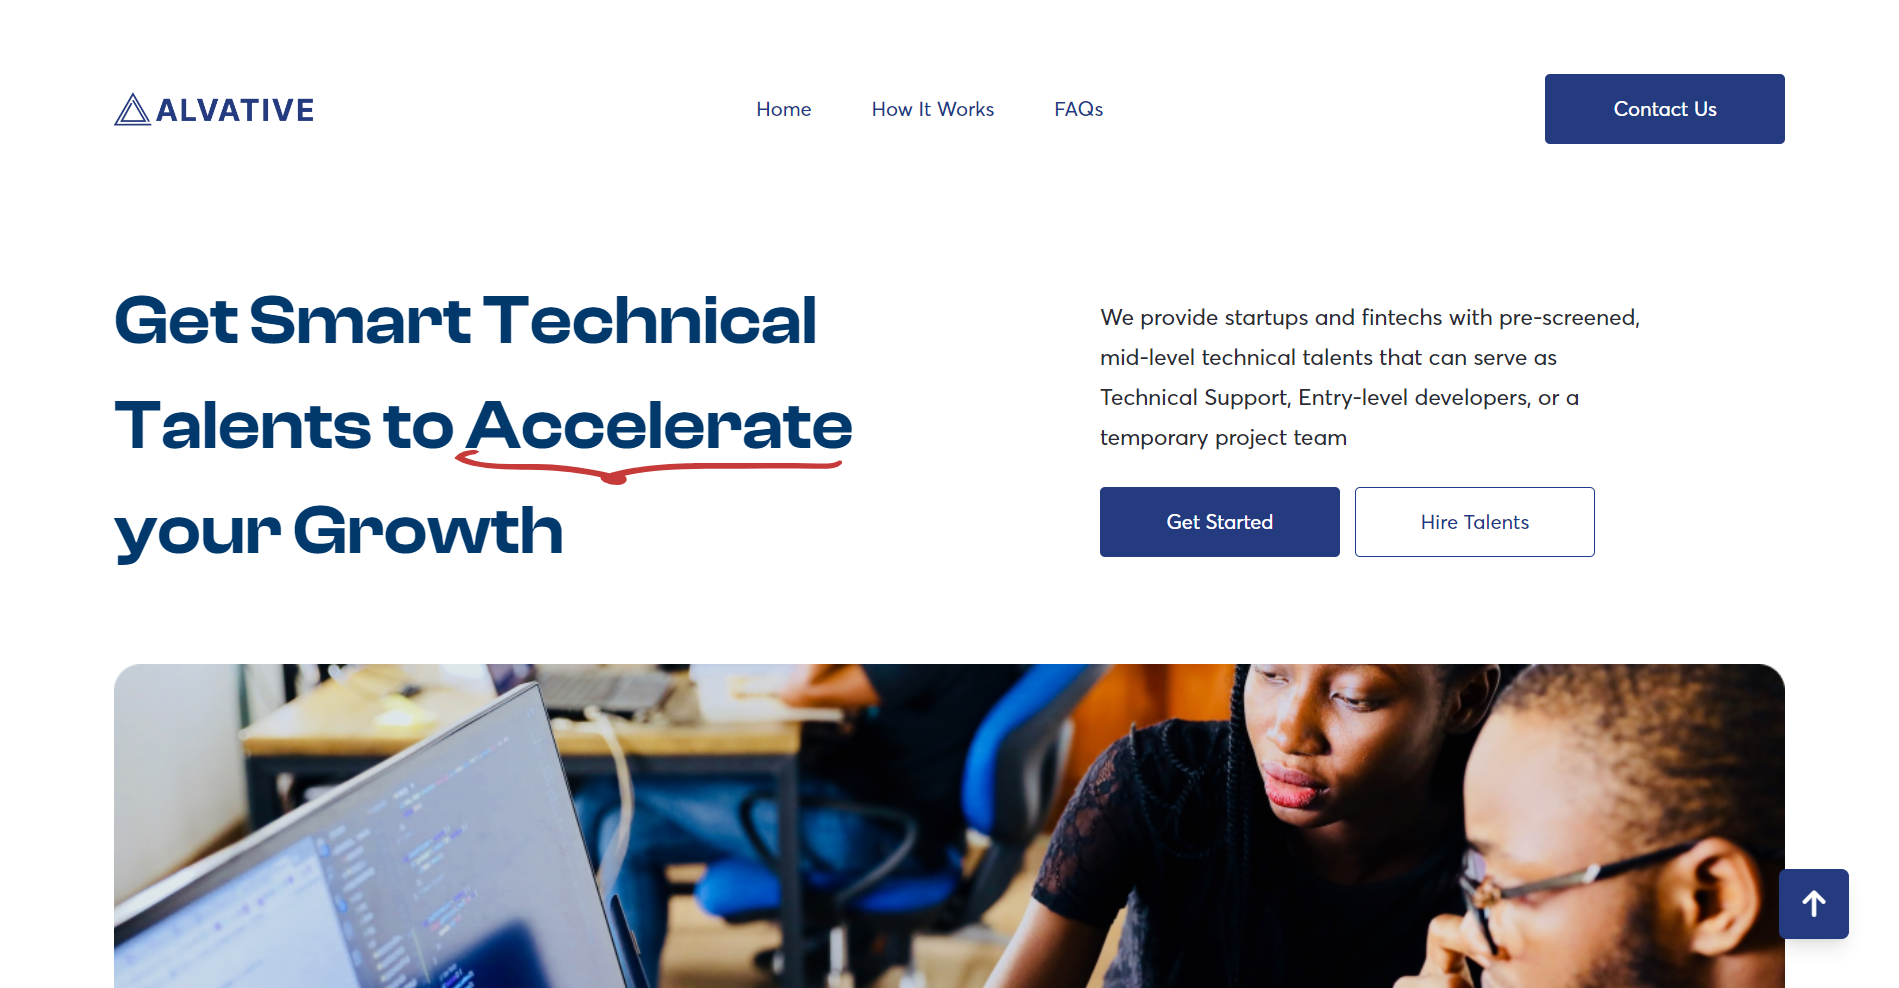 ALVATIVE
Home
How It Works
FAQs
Contact Us
Get Smart Technical
Talents to Accelerate
your Growth
We provide startups and fintechs with pre-screened,
mid-level technical talents that can serve as
Technical Support, Entry-level developers, or a
temporary project team
Get Started
Hire Talents